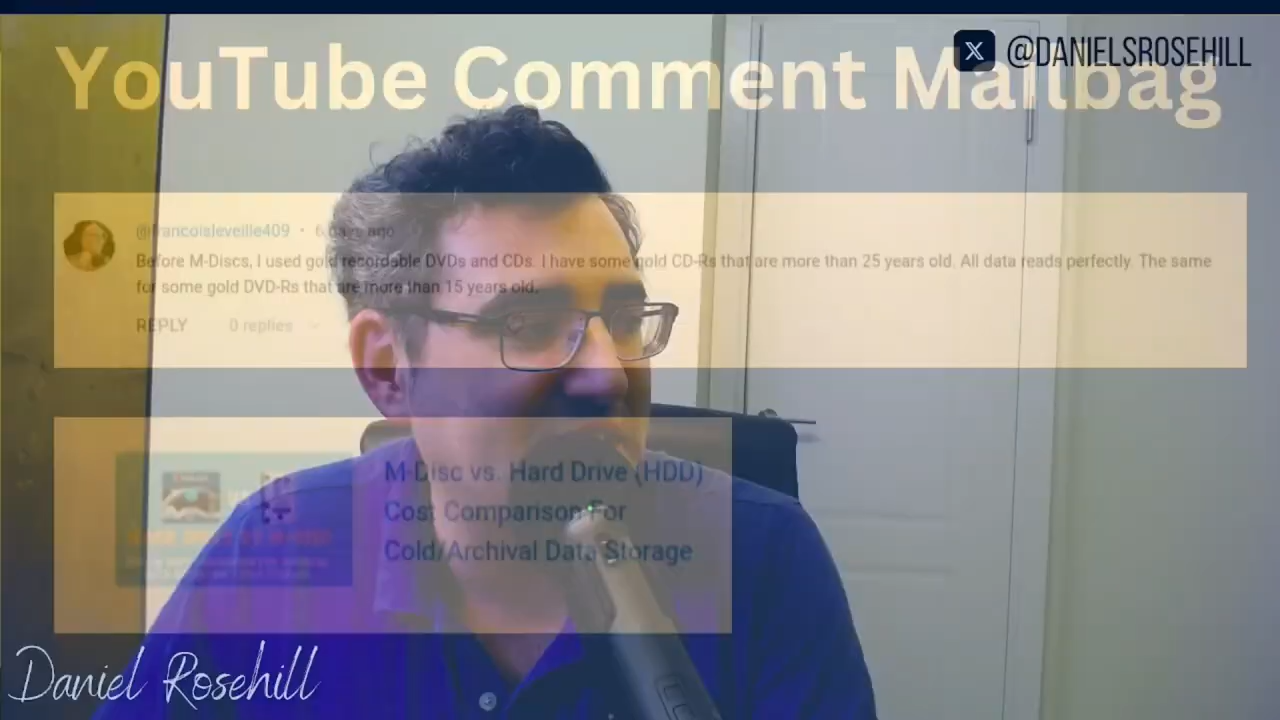 YouTube Comment Mailbag
@DANIELSROSEHILL
@francoisleveille409 • 6 days ago
Before M-Discs, I used gold recordable DVDs and CDs. I have some gold CD-Rs that are more than 25 years old. All data reads perfectly. The same
for some gold DVD-Rs that are more than 15 years old.
REPLY 0 replies
M-Disc vs. Hard Drive (HDD)
Cost Comparison For
Cold/Archival Data Storage
Daniel Rosehill